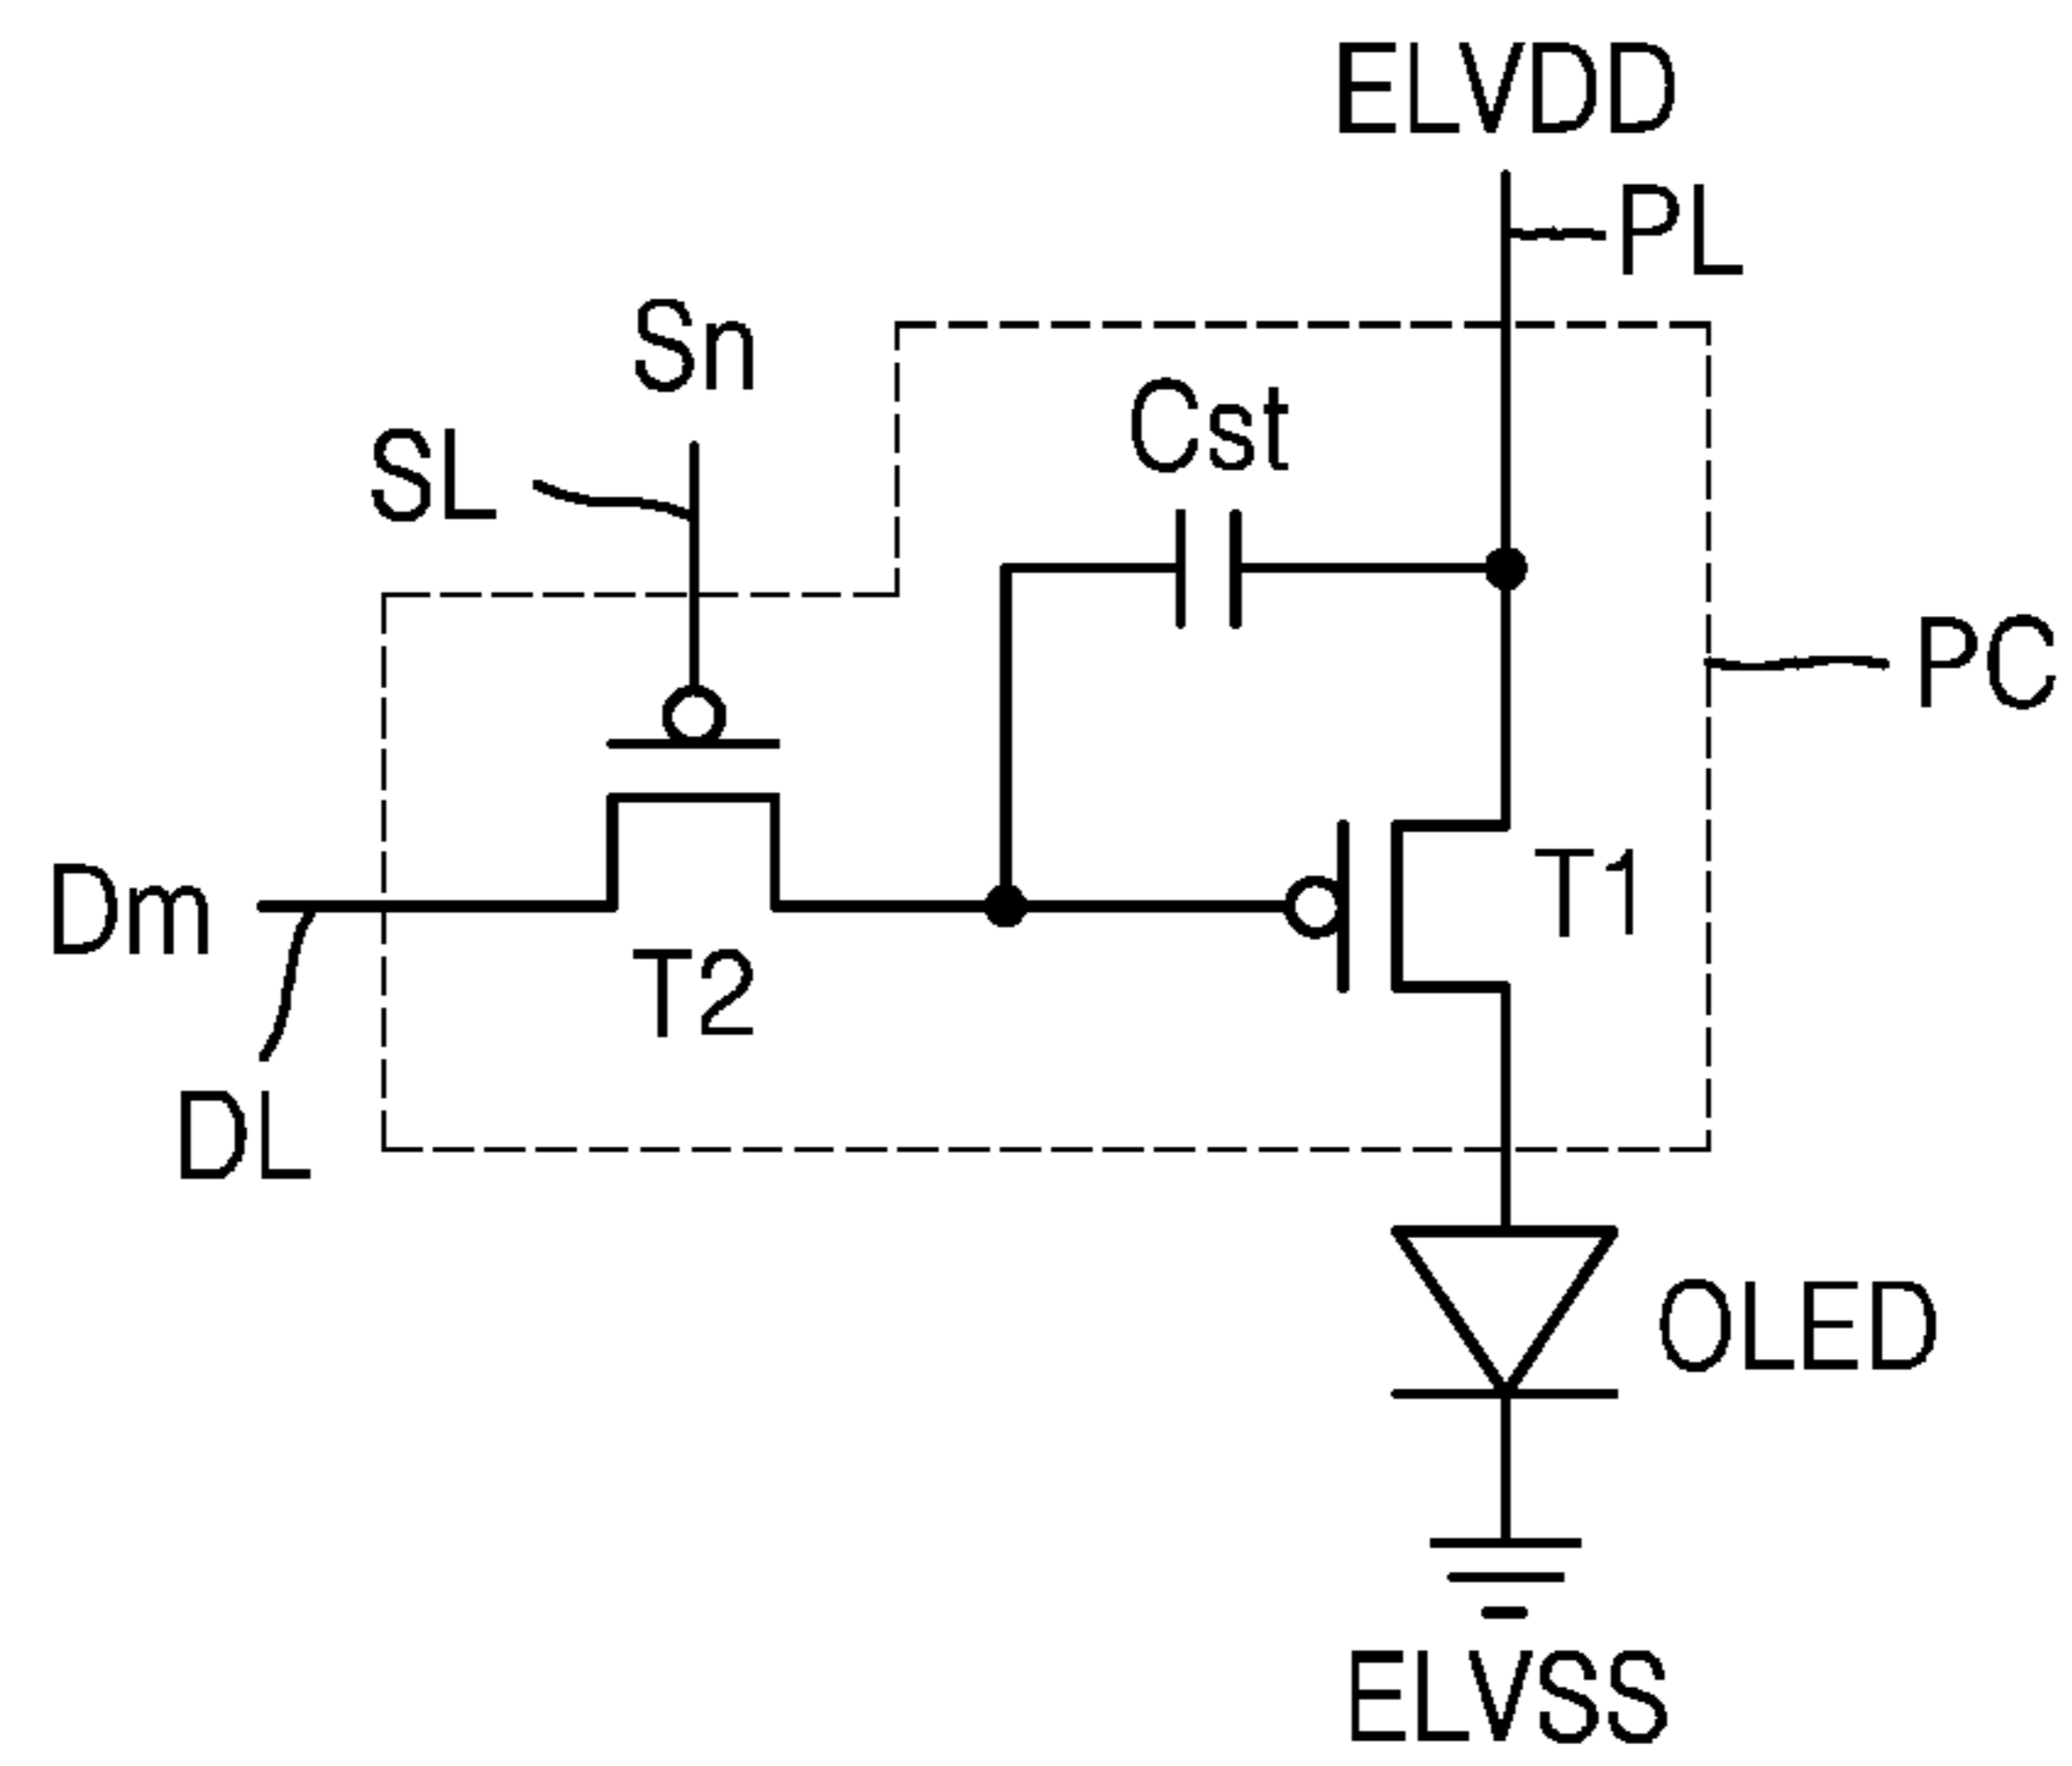 ELVDD
PL
Sn
Cst
SL
PC
T1
Dm
T2
DL
OLED
ELVSS